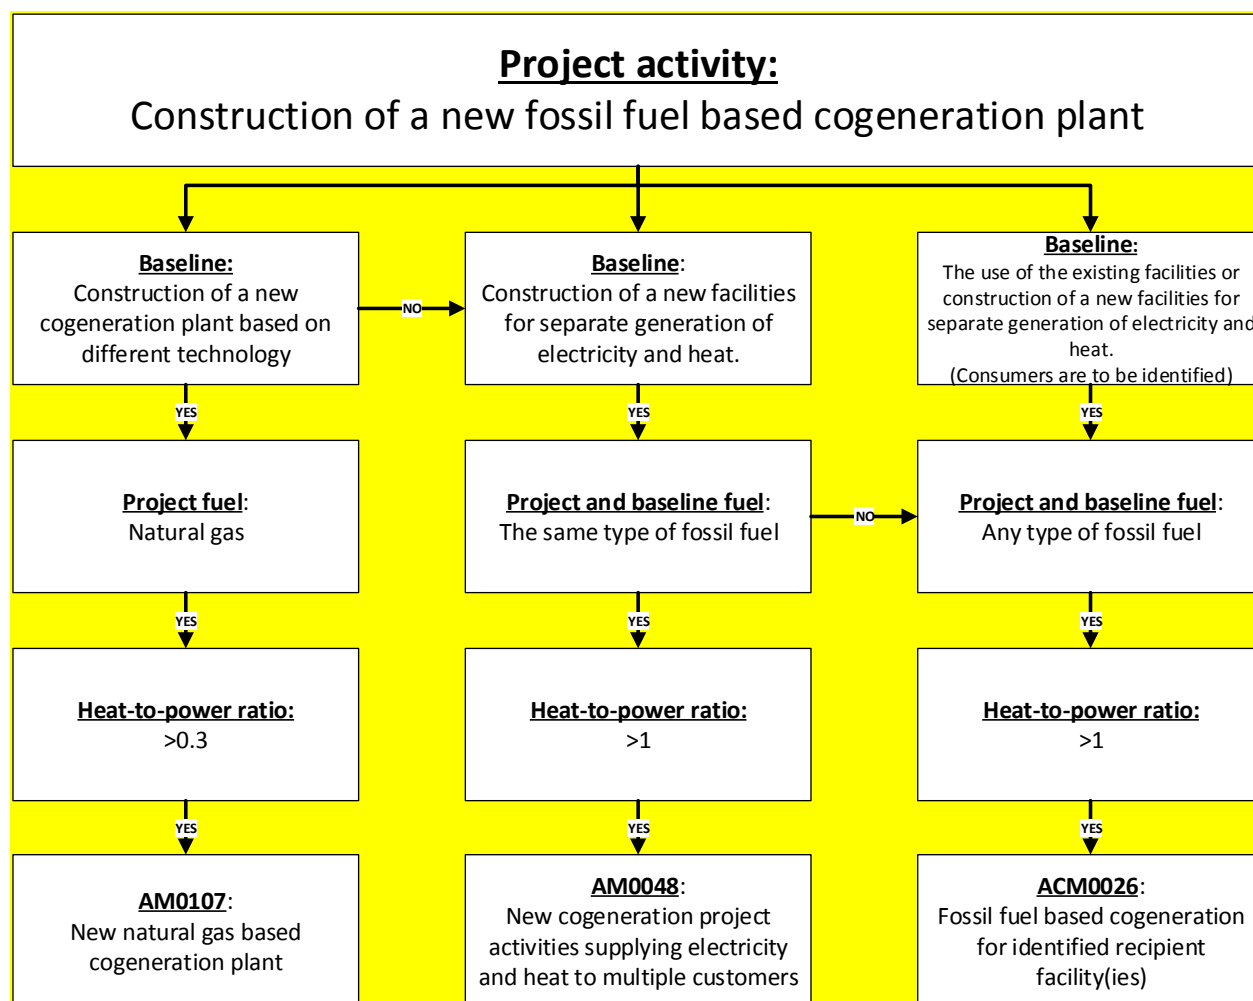 Project activity:
Construction of a new fossil fuel based cogeneration plant
Baseline:
Construction of a new
cogeneration plant based on
different technology
NO
Baseline:
Construction of a new facilities
for separate generation of
electricity and heat.
Baseline:
The use of the existing facilities or
construction of a new facilities for
separate generation of electricity and
heat.
(Consumers are to be identified)
YES
YES
YES
Project fuel:
Natural gas
Project and baseline fuel:
The same type of fossil fuel
NO
Project and baseline fuel:
Any type of fossil fuel
YES
YES
YES
Heat-to-power ratio:
>0.3
Heat-to-power ratio:
>1
Heat-to-power ratio:
>1
YES
YES
YES
AM0107:
New natural gas based
cogeneration plant
AM0048:
New cogeneration project
activities supplying electricity
and heat to multiple customers
ACM0026:
Fossil fuel based cogeneration
for identified recipient
facility(ies)